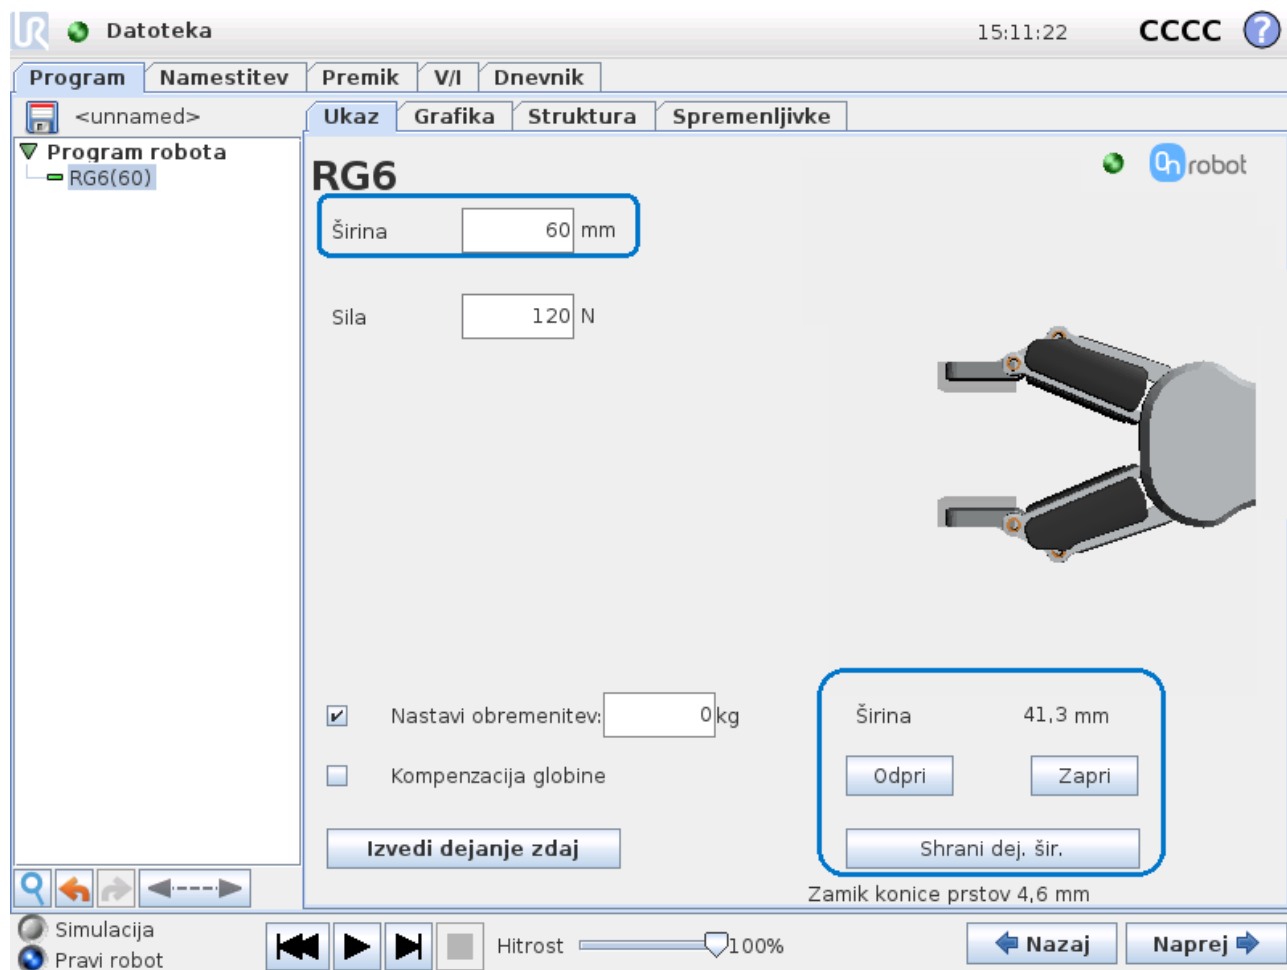 Datoteka 15:11:22 CCCC ?
Program Namestitev Premik V/I Dnevnik
<unnamed> Ukaz Grafika Struktura Spremenljivke
Program robota
RG6(60)
RG6
On robot
Širina 60 mm
Sila 120 N
Nastavi obremenitev: 0 kg
Kompenzacija globine
Izvedi dejanje zdaj
Širina 41,3 mm
Odpri Zapri
Shrani dej. šir.
Zamik konice prstov 4,6 mm
Simulacija
Pravi robot
Hitrost 100%
Nazaj Naprej